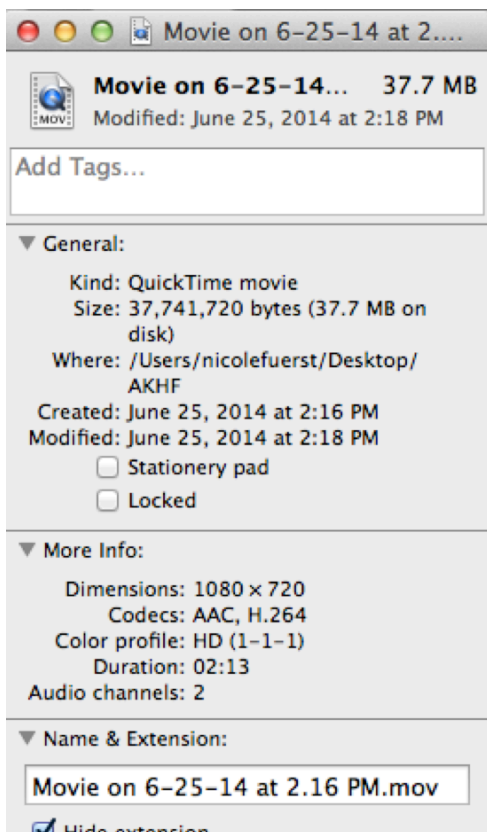 Movie on 6-25-14 at 2....
Movie on 6-25-14... 37.7 MB
MOV
Modified: June 25, 2014 at 2:18 PM
Add Tags...
General:
Kind: QuickTime movie
Size: 37,741,720 bytes (37.7 MB on
disk)
Where: /Users/nicolefuerst/Desktop/
AKHF
Created: June 25, 2014 at 2:16 PM
Modified: June 25, 2014 at 2:18 PM
Stationery pad
Locked
More Info:
Dimensions: 1080 × 720
Codecs: AAC, H.264
Color profile: HD (1-1-1)
Duration: 02:13
Audio channels: 2
Name & Extension:
Movie on 6-25-14 at 2.16 PM.mov
Hide extension